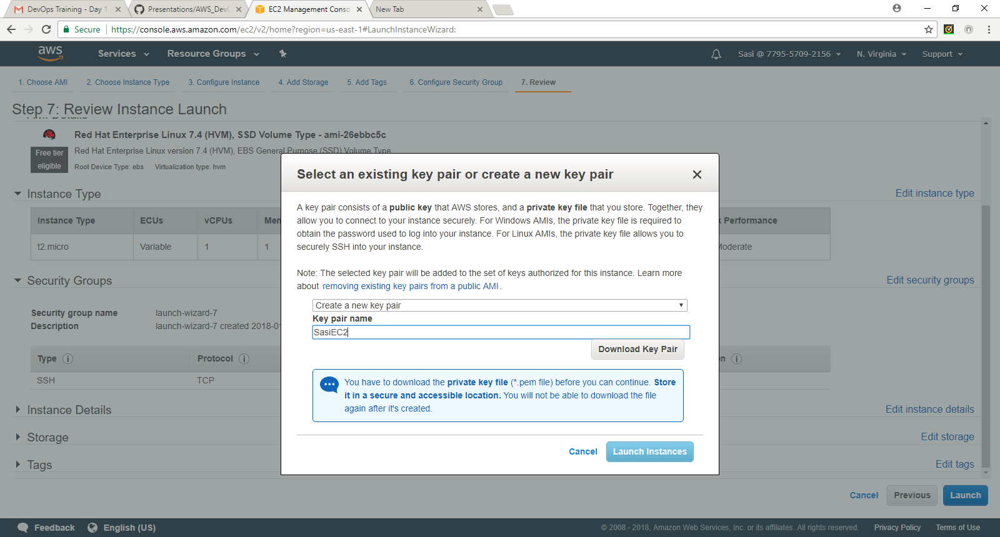 DevOps Training - Day 1
Presentations/AWS_DevO
EC2 Management Conso
New Tab
Secure
https://console.aws.amazon.com/ec2/v2/home?region=us-east-1#LaunchInstanceWizard:
aws
Services
Resource Groups
Sasi @ 7795-5709-2156
N. Virginia
Support
1. Choose AMI
2. Choose Instance Type
3. Configure Instance
4. Add Storage
5. Add Tags
6. Configure Security Group
7. Review
Step 7: Review Instance Launch
AMI Details
Red Hat Enterprise Linux 7.4 (HVM), SSD Volume Type - ami-26ebbc5c
Free tier
eligible
Red Hat Enterprise Linux version 7.4 (HVM), EBS General Purpose (SSD) Volume Type
Root Device Type: ebs Virtualization type: hvm
Instance Type
Edit instance type
Instance Type ECUs vCPUs Mem
Performance
t2.micro Variable 1 1
Moderate
Security Groups
Edit security groups
Security group name launch-wizard-7
Description launch-wizard-7 created 2018-01
Type Protocol
n
SSH TCP
Instance Details
Edit instance details
Storage
Edit storage
Tags
Edit tags
Select an existing key pair or create a new key pair
A key pair consists of a public key that AWS stores, and a private key file that you store. Together, they
allow you to connect to your instance securely. For Windows AMIs, the private key file is required to
obtain the password used to log into your instance. For Linux AMIs, the private key file allows you to
securely SSH into your instance.
Note: The selected key pair will be added to the set of keys authorized for this instance. Learn more
about removing existing key pairs from a public AMI.
Create a new key pair
Key pair name
SasiEC2
Download Key Pair
You have to download the private key file (*.pem file) before you can continue. Store
it in a secure and accessible location. You will not be able to download the file
again after it's created.
Cancel
Launch Instances
Cancel
Previous
Launch
Feedback
English (US)
© 2008 - 2018, Amazon Web Services, Inc. or its affiliates. All rights reserved.
Privacy Policy
Terms of Use